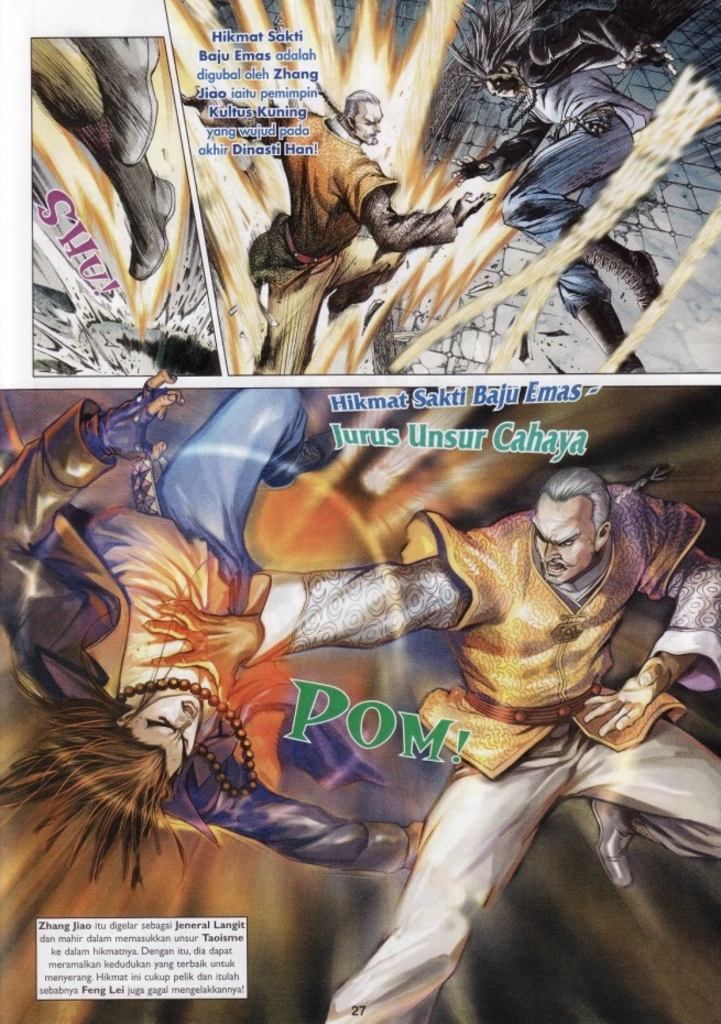 Hikmat Sakti
Baju Emas adalah
digubal oleh Zhang
Jiao iaitu pemimpin
Kultus Kuning
yang wujud pada
akhir Dinasti Han!
SHU!
Hikmat Sakti Baju Emas -
Jurus Unsur Cahaya
POM!
Zhang Jiao itu digelar sebagai Jeneral Langit
dan mahir dalam memasukkan unsur Taoisme
ke dalam hikmatnya. Dengan itu, dia dapat
meramalkan kedudukan yang terbaik untuk
menyerang. Hikmat ini cukup pelik dan itulah
sebabnya Feng Lei juga gagal mengelakkannya!
27